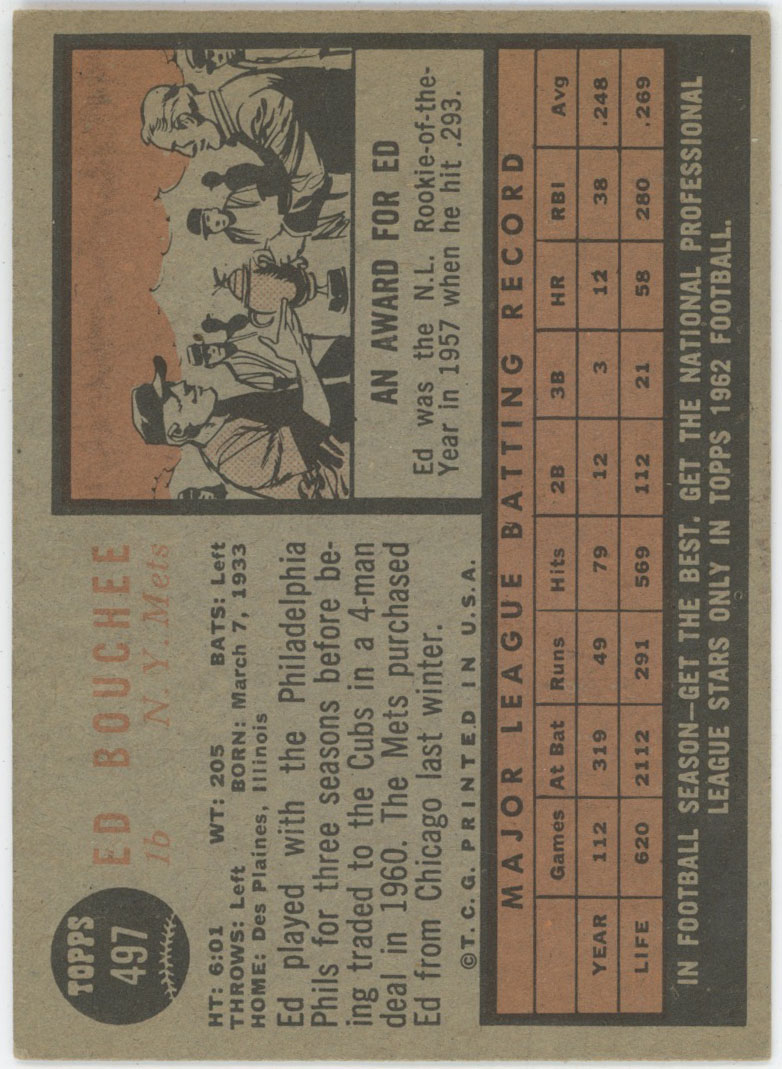 TOPPS
497
ED BOUCHEE
1b N. Y. Mets
HT: 6:01 WT: 205 BATS: Left
THROWS: Left BORN: March 7, 1933
HOME: Des Plaines, Illinois
Ed played with the Philadelphia
Phils for three seasons before be-
ing traded to the Cubs in a 4-man
deal in 1960. The Mets purchased
Ed from Chicago last winter.
©T.C.G. PRINTED IN U.S.A.
AN AWARD FOR ED
Ed was the N.L. Rookie-of-the-
Year in 1957 when he hit .293.
MAJOR LEAGUE BATTING RECORD
Games At Bat Runs Hits 2B 3B HR RBI Avg
YEAR 112 319 49 79 12 3 12 38 .248
LIFE 620 2112 291 569 112 21 58 280 .269
IN FOOTBALL SEASON—GET THE BEST. GET THE NATIONAL PROFESSIONAL
LEAGUE STARS ONLY IN TOPPS 1962 FOOTBALL.